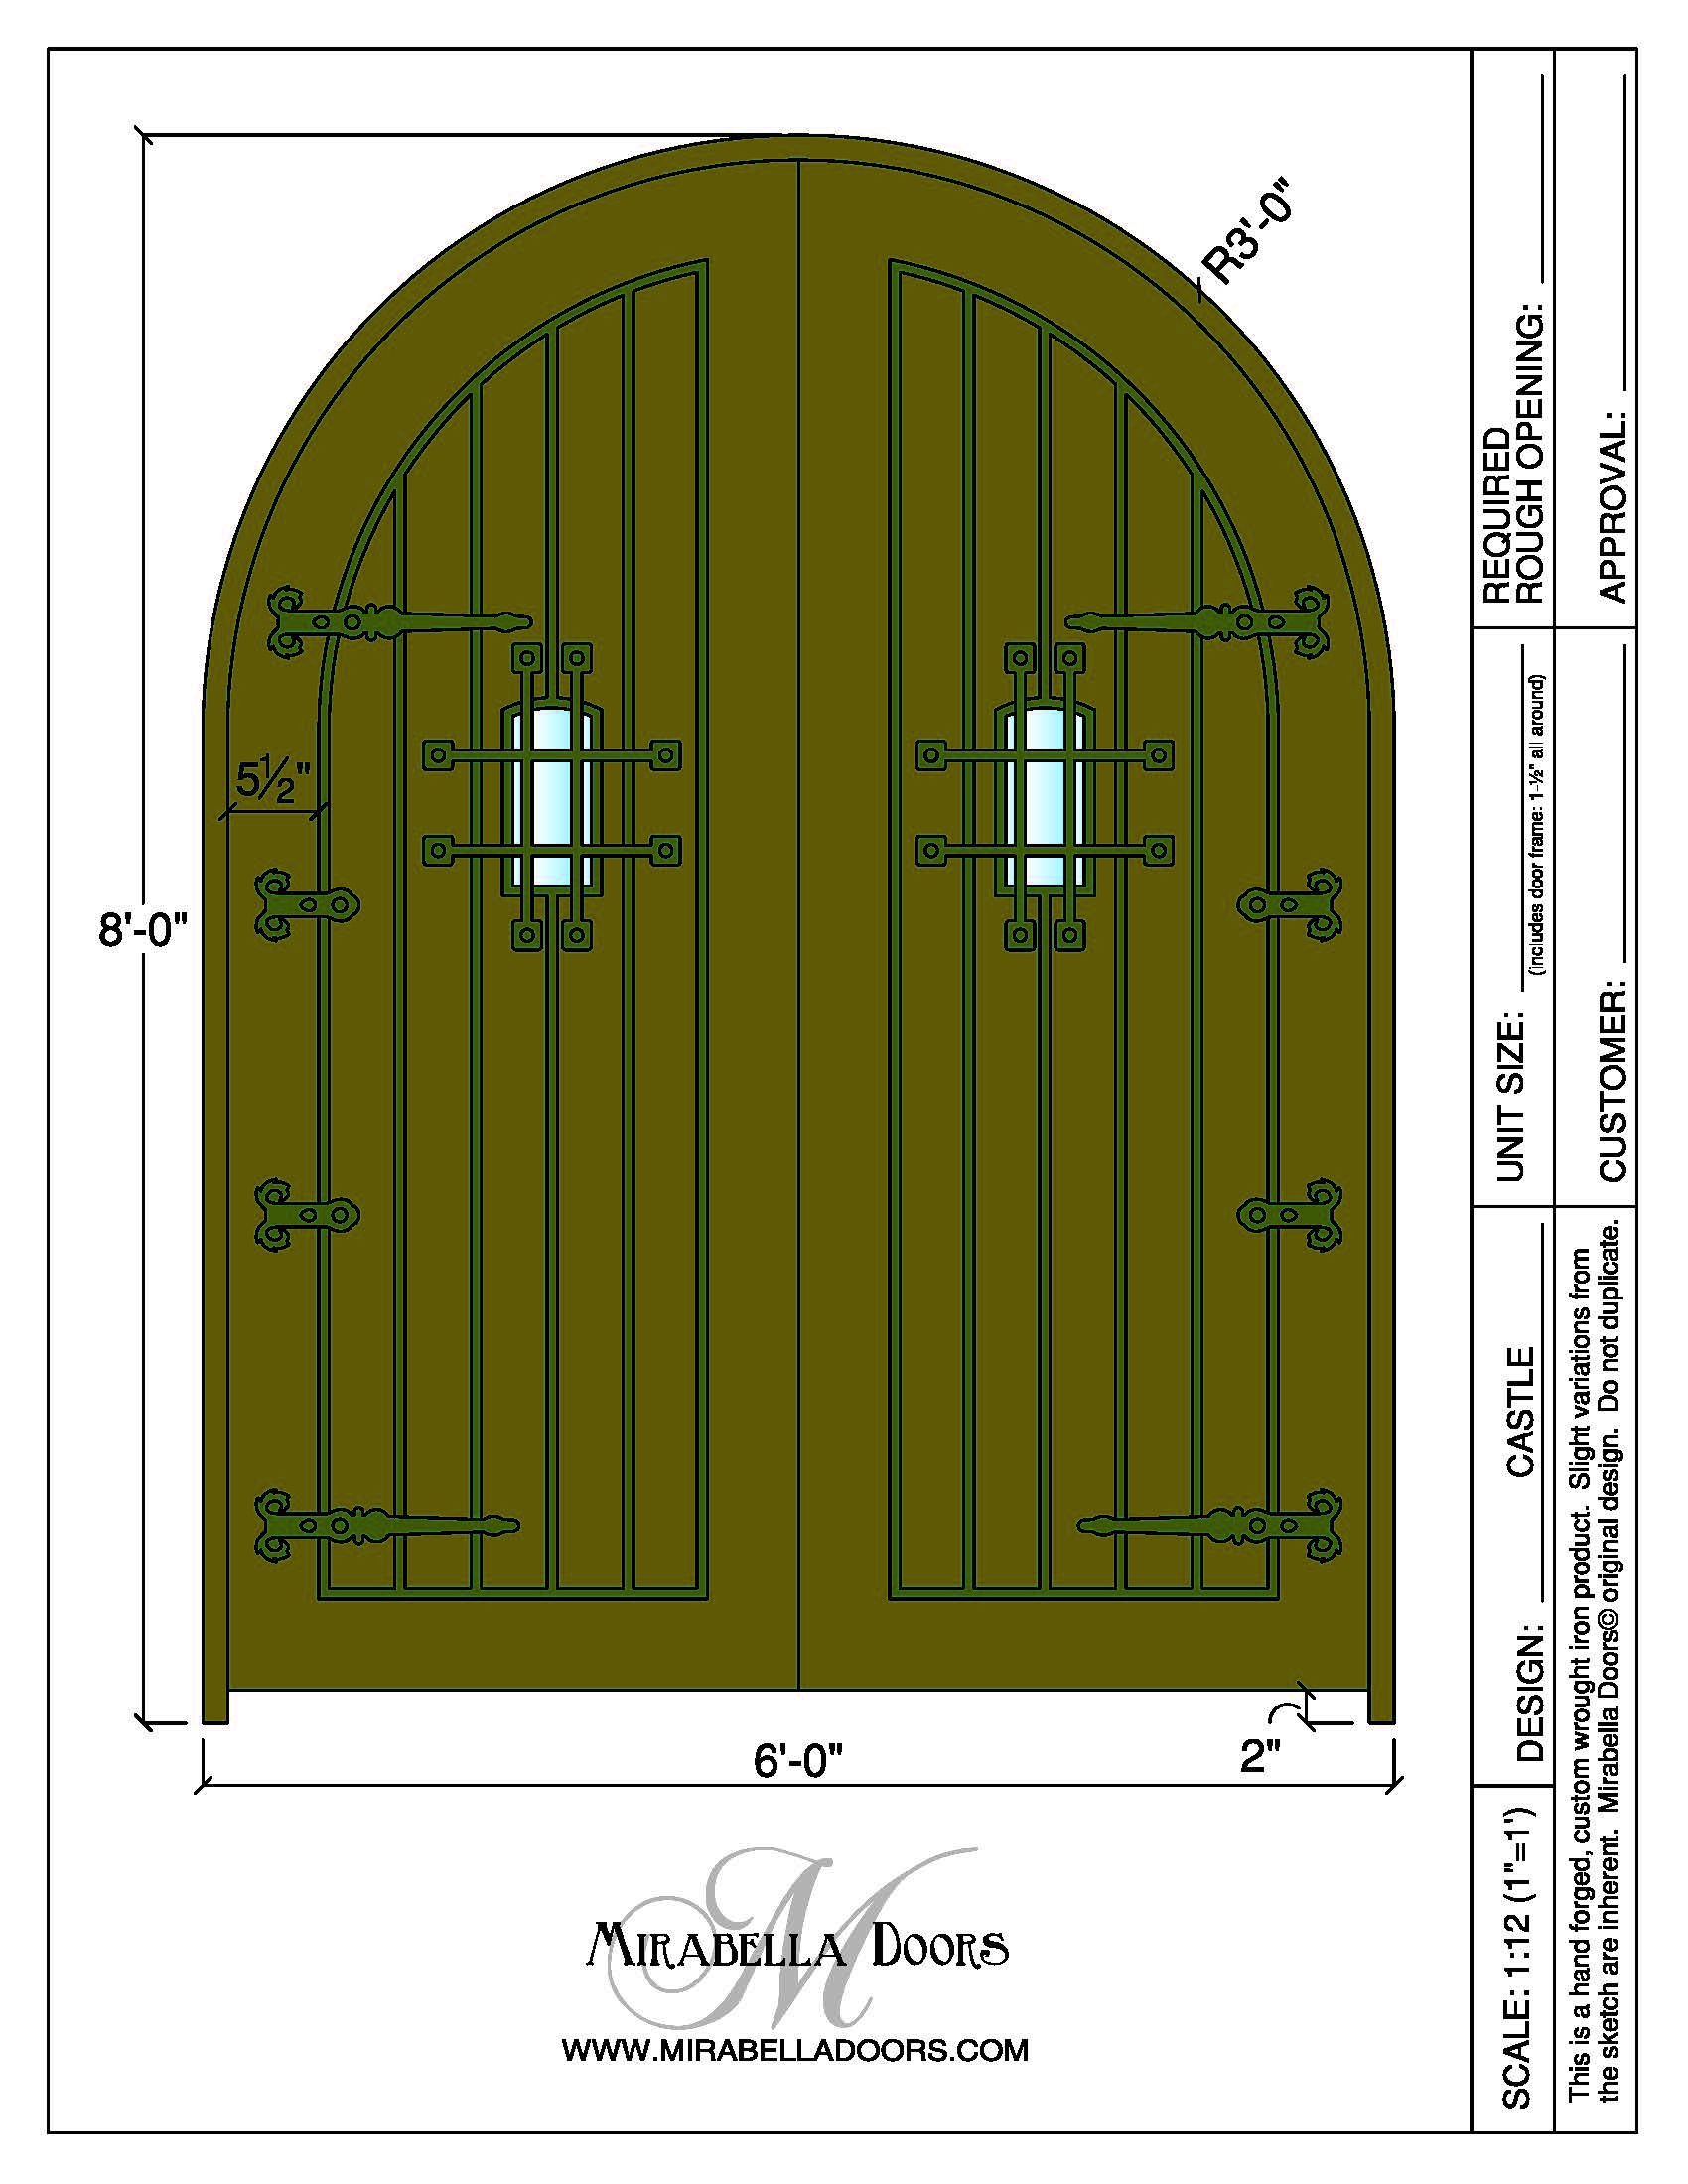 R3'-0"
5½"
8'-0"
6'-0"
2"
MIRABELLA DOORS
M
WWW.MIRABELLADOORS.COM
SCALE: 1:12 (1"=1')
DESIGN: CASTLE
UNIT SIZE:
(includes door frame: 1-½" all around)
REQUIRED
ROUGH OPENING:
This is a hand forged, custom wrought iron product. Slight variations from
the sketch are inherent. Mirabella Doors© original design. Do not duplicate.
CUSTOMER:
APPROVAL: